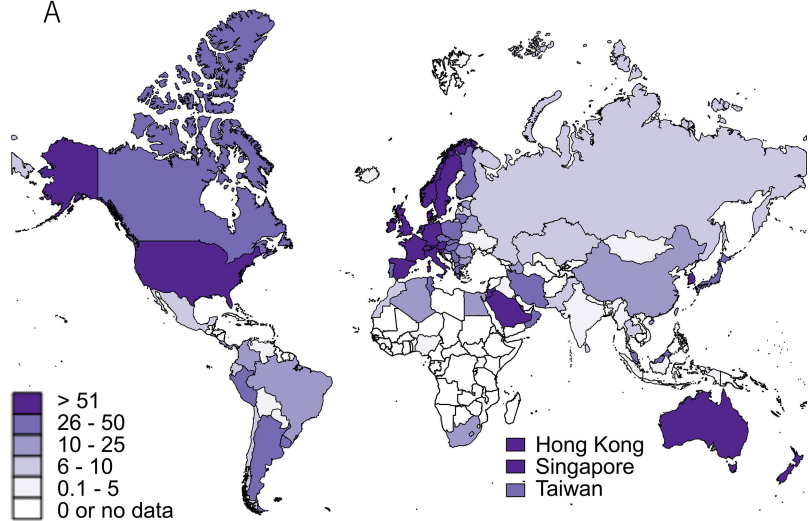 A
> 51
26 - 50
10 - 25
6 - 10
0.1 - 5
0 or no data
Hong Kong
Singapore
Taiwan